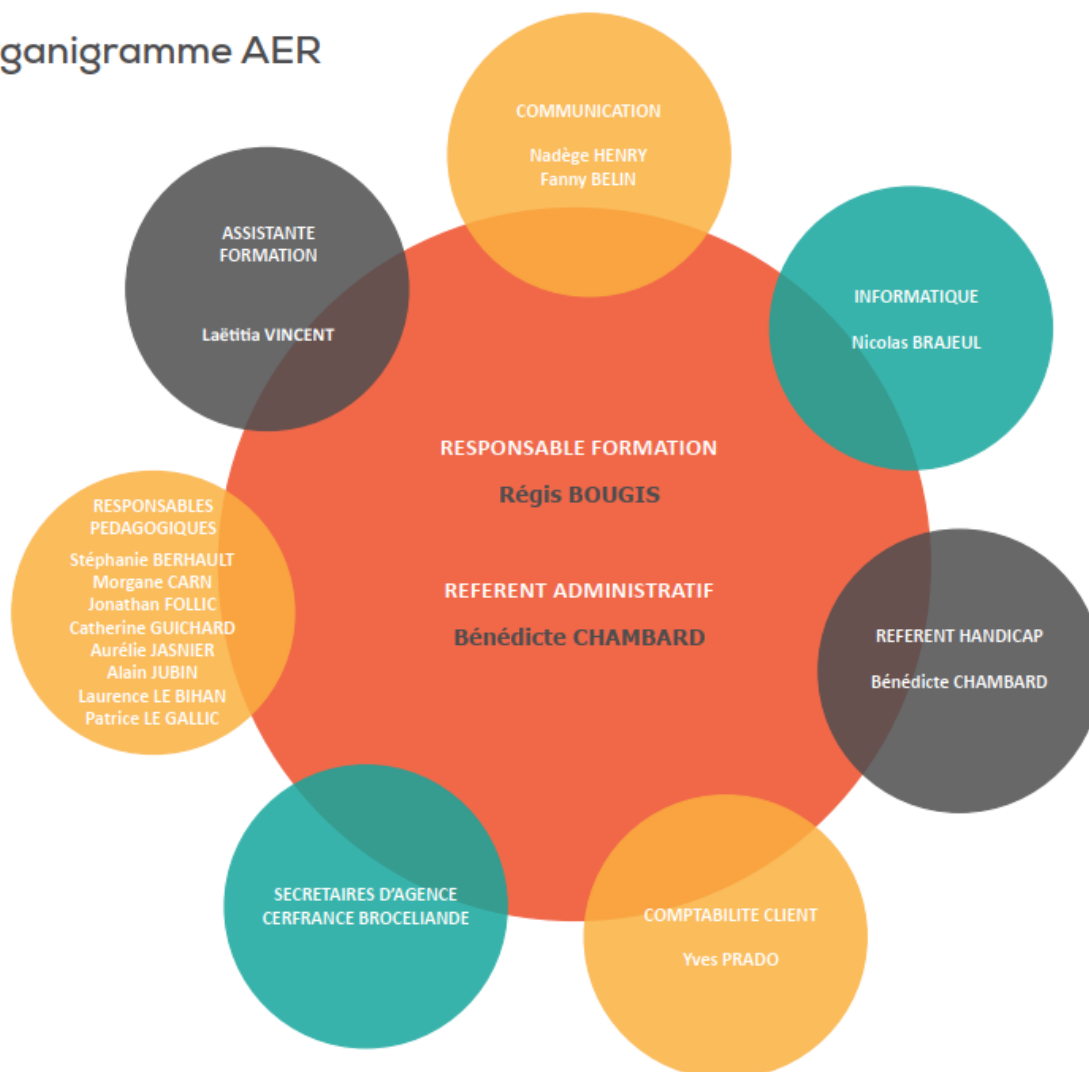 ganigramme AER
COMMUNICATION
Nadège HENRY
Fanny BELIN
ASSISTANTE
FORMATION
Laëtitia VINCENT
INFORMATIQUE
Nicolas BRAJEUL
RESPONSABLE FORMATION
Régis BOUGIS
REFERENT ADMINISTRATIF
Bénédicte CHAMBARD
RESPONSABLES
PEDAGOGIQUES
Stéphanie BERHAULT
Morgane CARN
Jonathan FOLLIC
Catherine GUICHARD
Aurélie JASNIER
Alain JUBIN
Laurence LE BIHAN
Patrice LE GALLIC
REFERENT HANDICAP
Bénédicte CHAMBARD
SECRETAIRES D'AGENCE
CERFRANCE BROCELIANDE
COMPTABILITE CLIENT
Yves PRADO